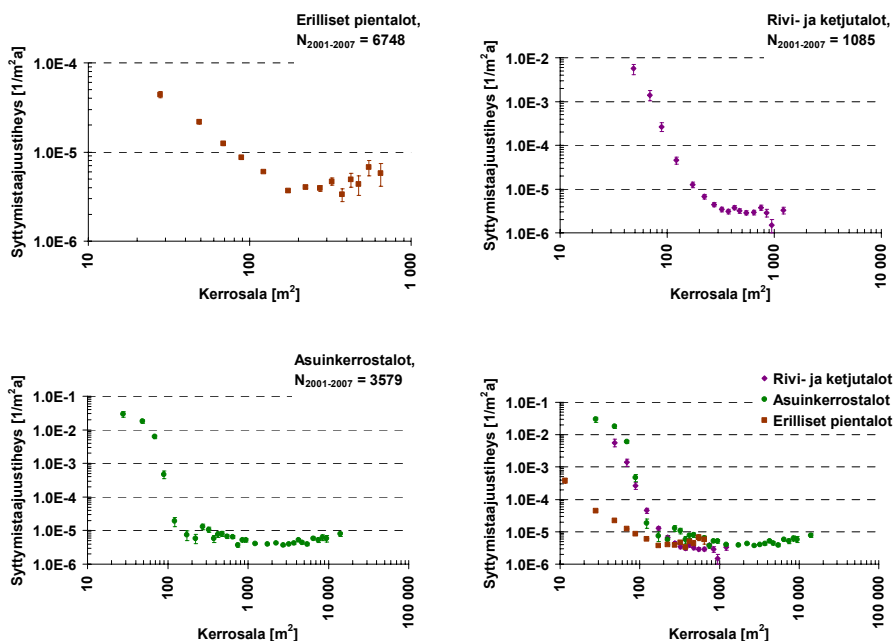 Erilliset pientalot,
N2001-2007 = 6748
Syttymistaajuustiheys [1/m²a]
1.0E-4
1.0E-5
1.0E-6
10
100
1 000
Kerrosala [m²]
Rivi- ja ketjutalot,
N2001-2007 = 1085
Syttymistaajuustiheys [1/m²a]
1.0E-2
1.0E-3
1.0E-4
1.0E-5
1.0E-6
10
100
1 000
10 000
Kerrosala [m²]
Asuinkerrostalot,
N2001-2007 = 3579
Syttymistaajuustiheys [1/m²a]
1.0E-1
1.0E-2
1.0E-3
1.0E-4
1.0E-5
1.0E-6
10
100
1 000
10 000
100 000
Kerrosala [m²]
Rivi- ja ketjutalot
Asuinkerrostalot
Erilliset pientalot
Syttymistaajuustiheys [1/m²a]
1.0E-1
1.0E-2
1.0E-3
1.0E-4
1.0E-5
1.0E-6
10
100
1 000
10 000
100 000
Kerrosala [m²]